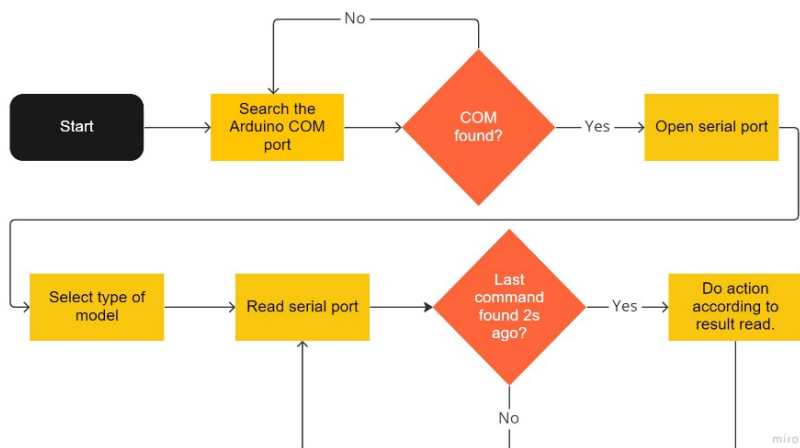 No
Start
Search the
Arduino COM
port
COM
found?
Yes
Open serial port
Select type of
model
Read serial port
Last
command
found 2s
ago?
Yes
Do action
according to
result read.
No
miro